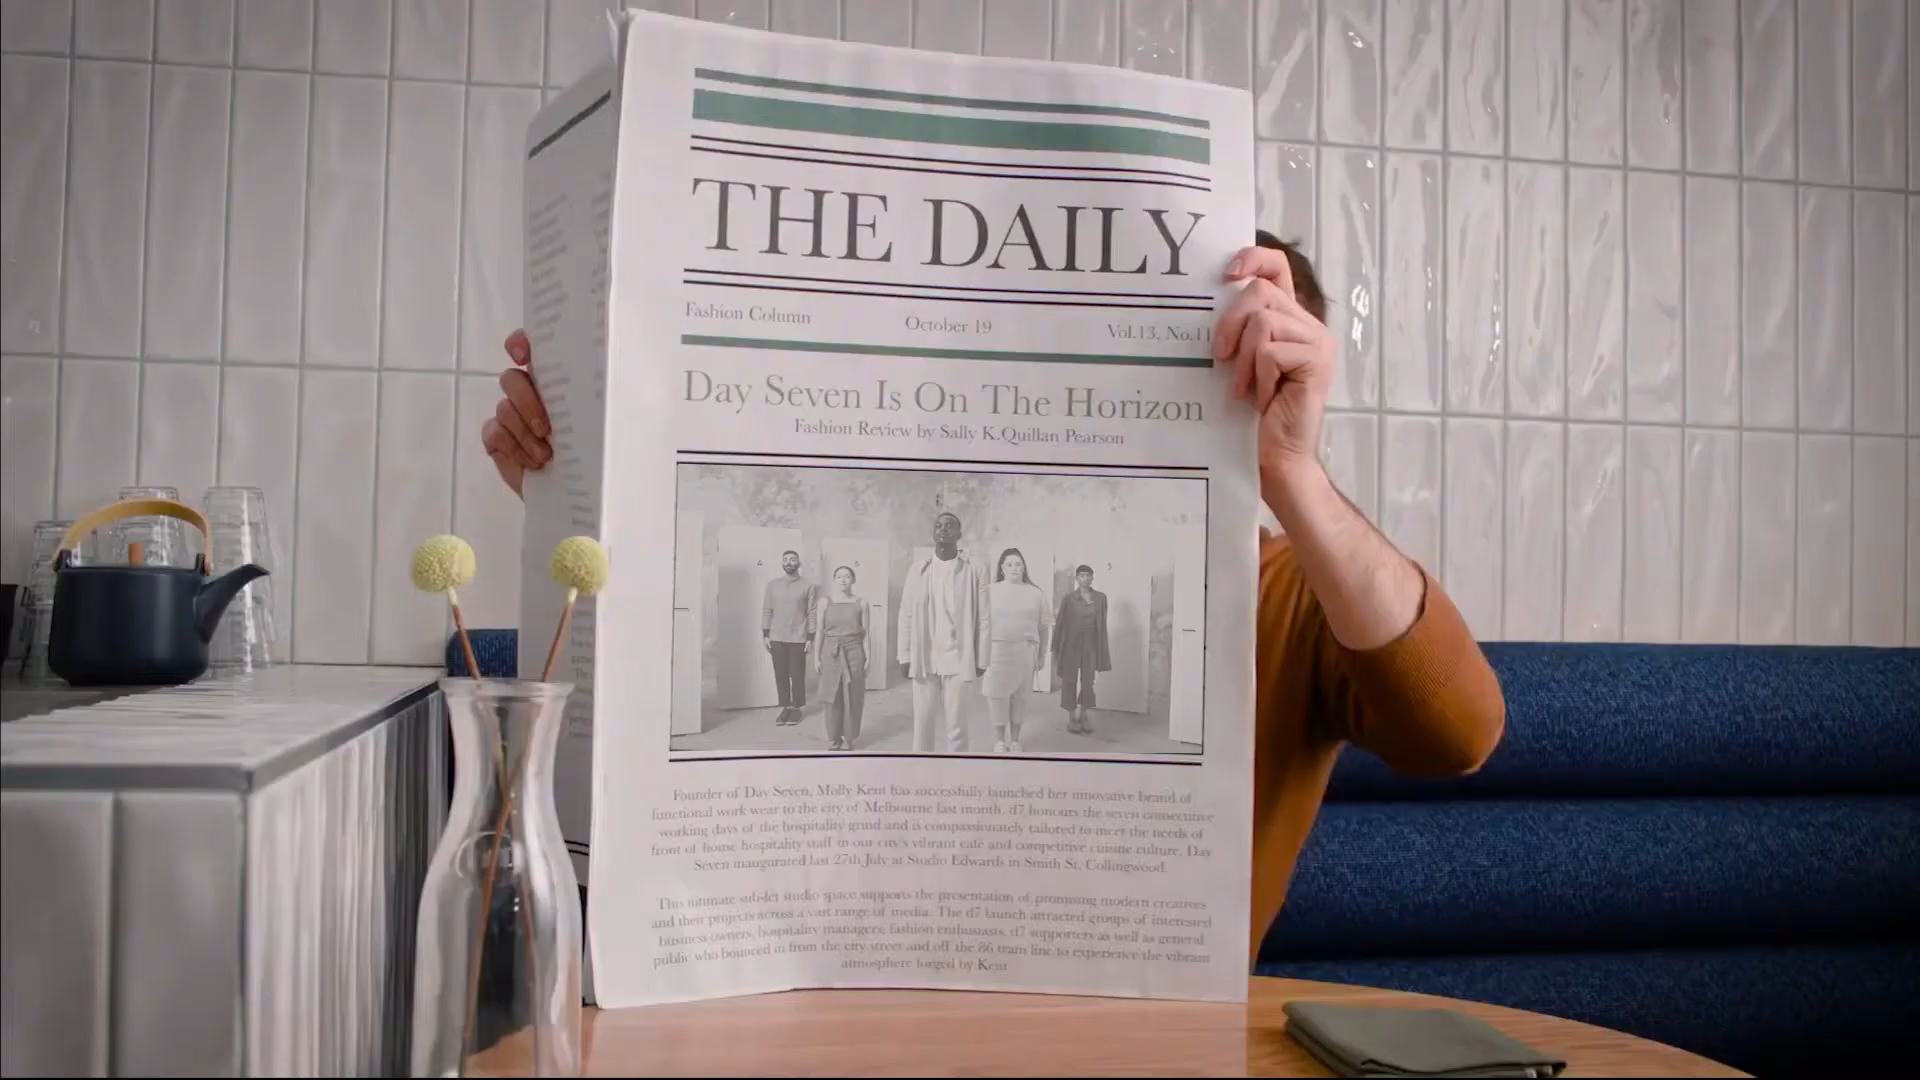 THE DAILY
Fashion Column
October 19
Vol.13, No.11
Day Seven Is On The Horizon
Fashion Review by Sally K.Quillan Pearson
Founder of Day Seven, Molly Kent has successfully launched her innovative brand of
functional work wear to the city of Melbourne last month. d7 honours the seven consecutive
working days of the hospitality grind and is compassionately tailored to meet the needs of
front of house hospitality staff in our city's vibrant café and competitive cuisine culture. Day
Seven inaugurated last 27th July at Studio Edwards in Smith St, Collingwood.
This intimate sub-let studio space supports the presentation of promising modern creatives
and their projects across a vast range of media. The d7 launch attracted groups of interested
business owners, hospitality managers, fashion enthusiasts, d7 supporters as well as general
public who bounced in from the city street and off the 86 tram line to experience the vibrant
atmosphere forged by Kent